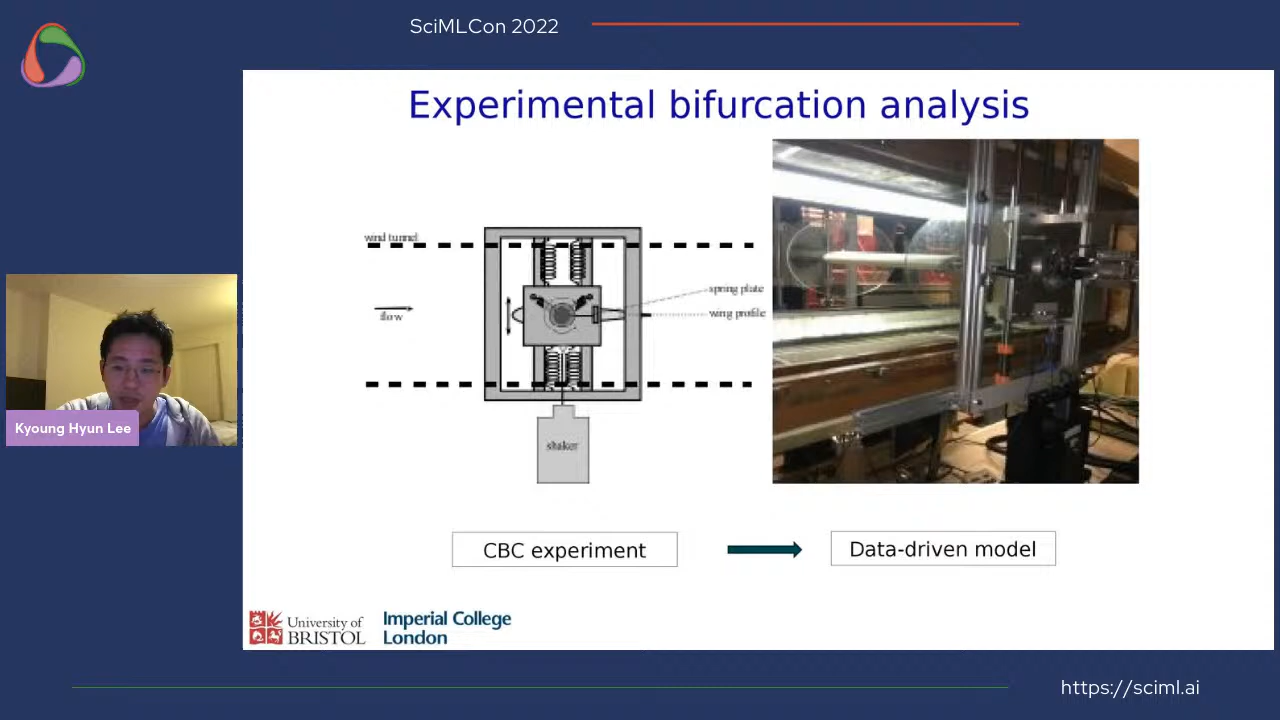 SciMLCon 2022
Experimental bifurcation analysis
wind tunnel
flow
spring plate
wing profile
shaker
Kyoung Hyun Lee
CBC experiment
Data-driven model
University of
BRISTOL
Imperial College
London
https://sciml.ai